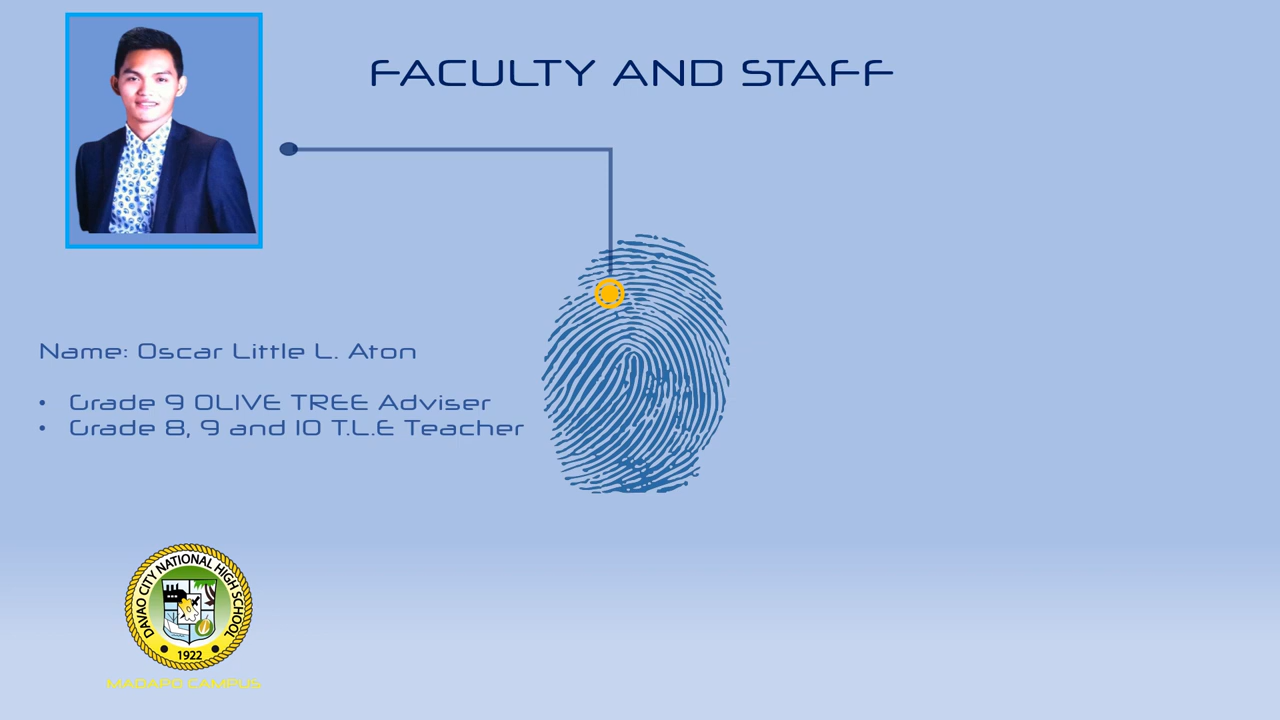 FACULTY AND STAFF
Name: Oscar Little L. Aton
• Grade 9 OLIVE TREE Adviser
• Grade 8, 9 and 10 T.L.E Teacher
DAVAO CITY NATIONAL HIGH SCHOOL
1922
MADAPO CAMPUS